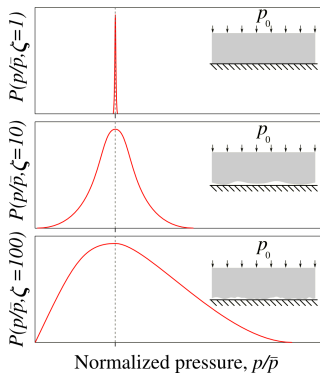 P(p/p̄,ζ=1)
p₀
P(p/p̄,ζ=10)
p₀
P(p/p̄,ζ=100)
p₀
Normalized pressure, p/p̄